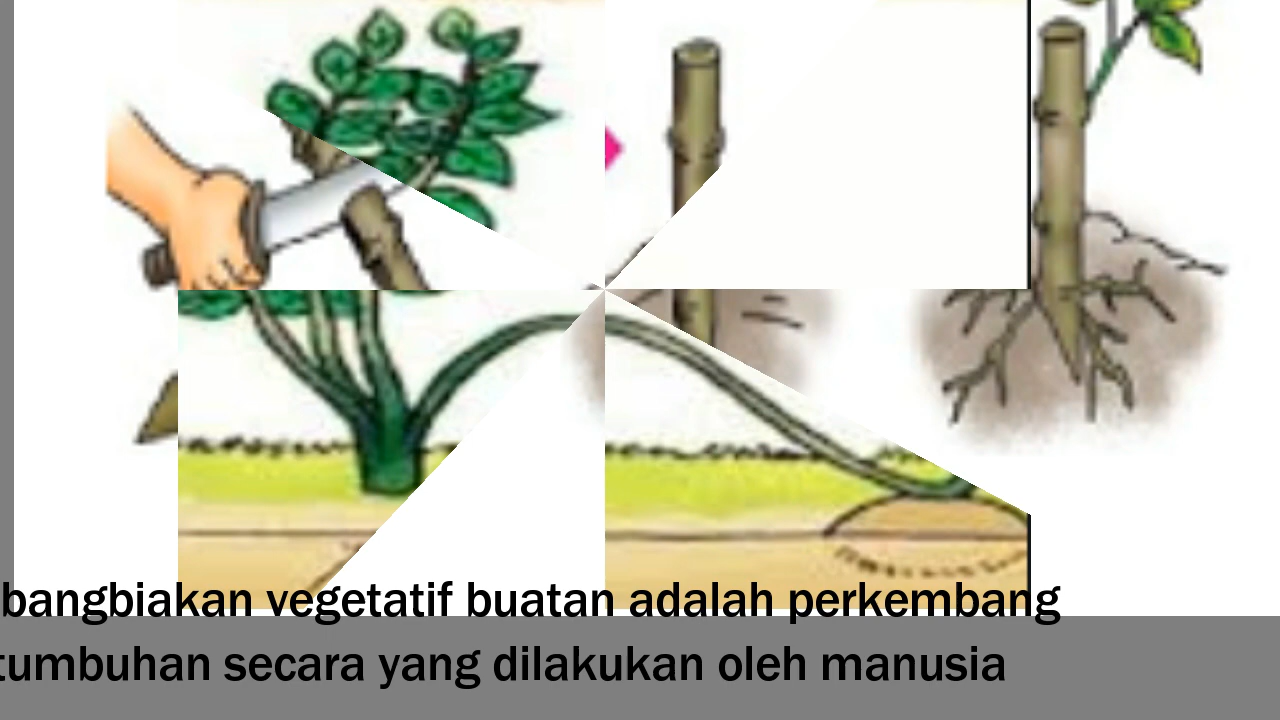 bangbiakan vegetatif buatan adalah perkembang
tumbuhan secara yang dilakukan oleh manusia